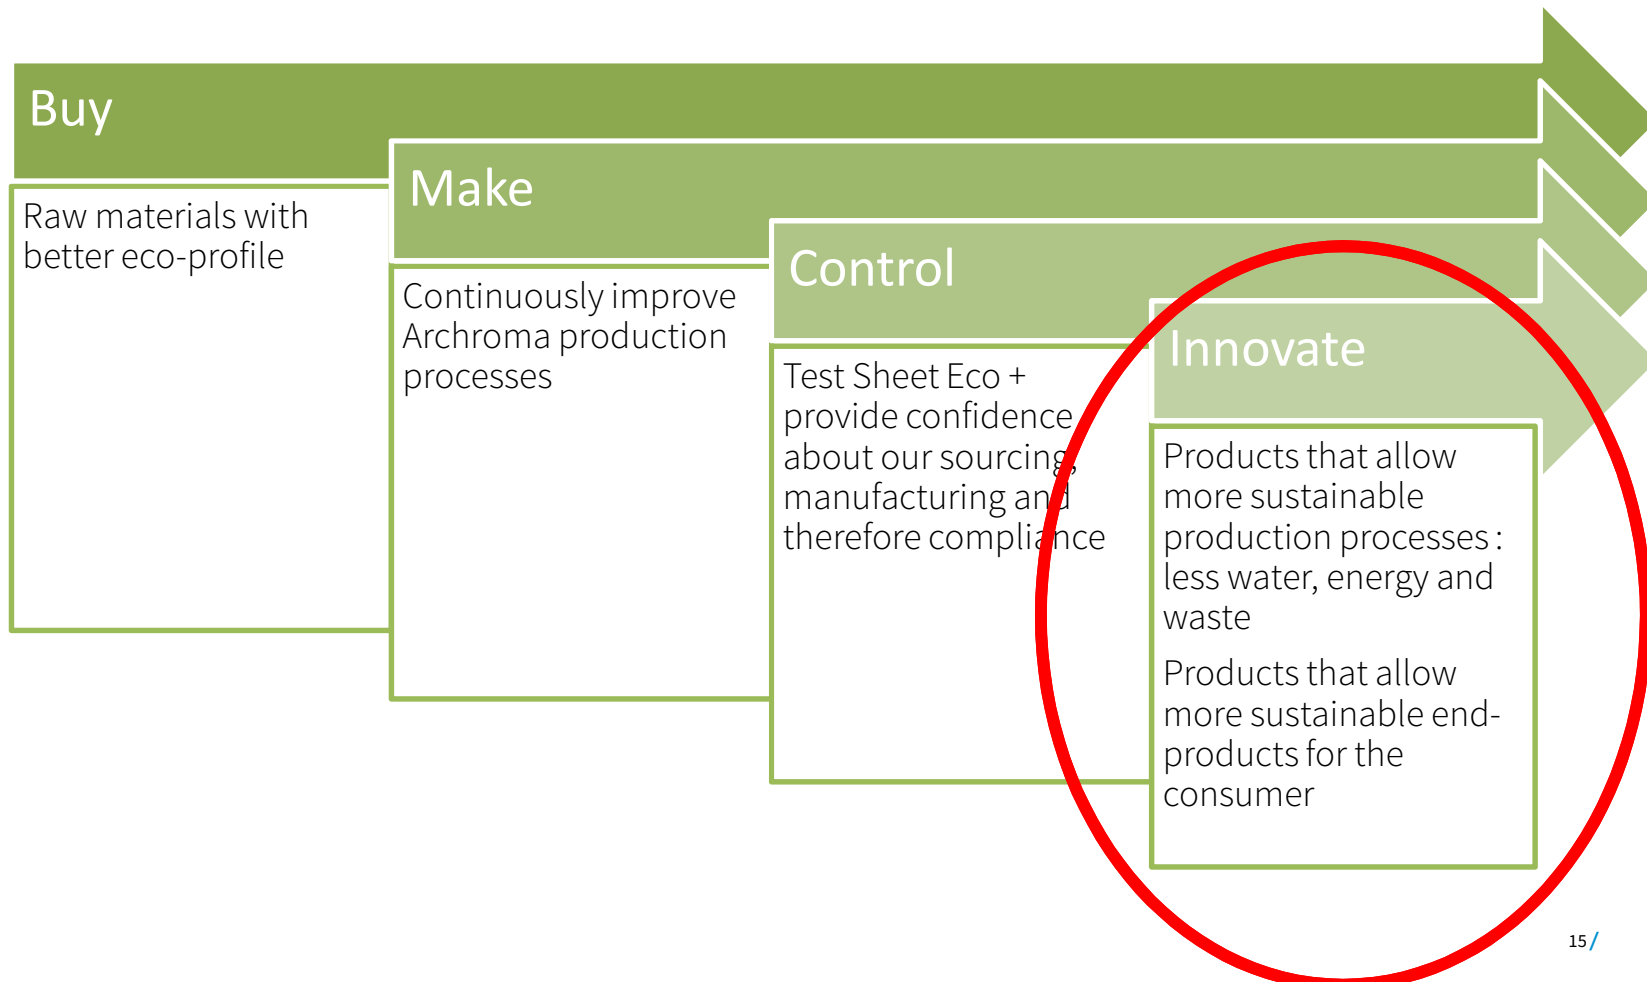 Buy
Raw materials with
better eco-profile
Make
Continuously improve
Archroma production
processes
Control
Test Sheet Eco +
provide confidence
about our sourcing,
manufacturing and
therefore compliance
Innovate
Products that allow
more sustainable
production processes :
less water, energy and
waste
Products that allow
more sustainable end-
products for the
consumer
15/